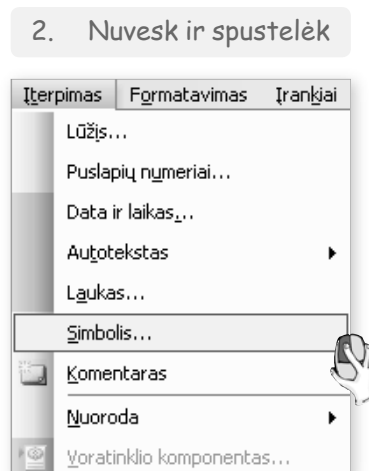 2. Nuvesk ir spustelėk
Įterpimas Formatavimas Įrankiai
Lūžis...
Puslapių numeriai...
Data ir laikas...
Autotekstas
Laukas...
Simbolis...
Komentaras
Nuoroda
Voratinklio komponentas...